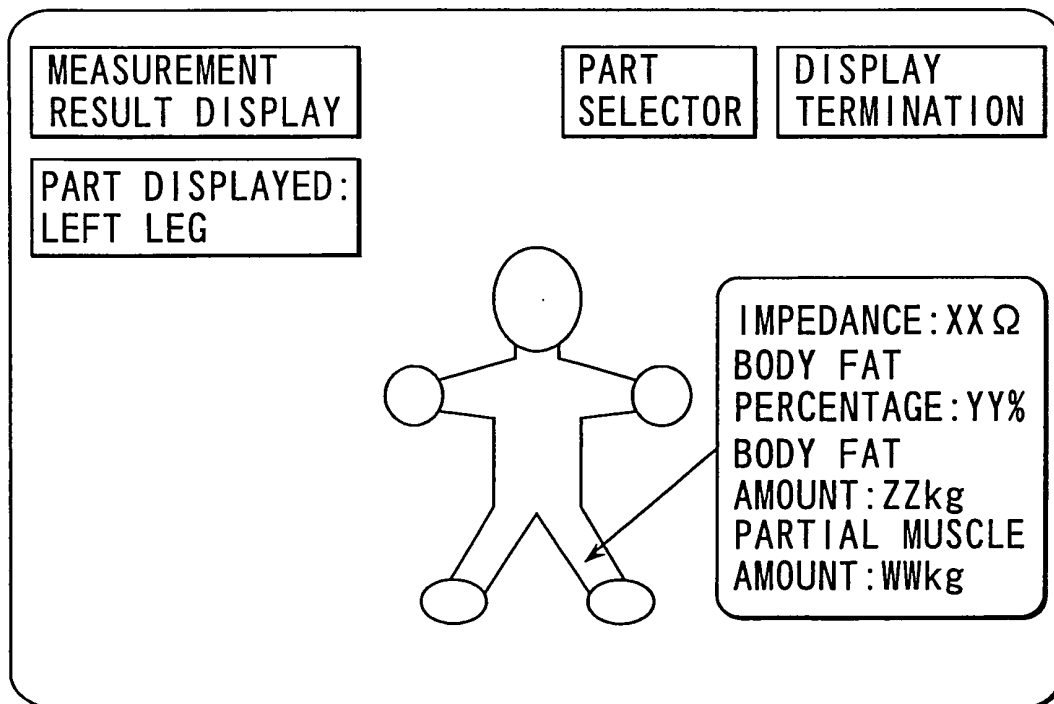 MEASUREMENT
RESULT DISPLAY
PART
SELECTOR
DISPLAY
TERMINATION
PART DISPLAYED:
LEFT LEG
IMPEDANCE:XXΩ
BODY FAT
PERCENTAGE:YY%
BODY FAT
AMOUNT:ZZkg
PARTIAL MUSCLE
AMOUNT:WWkg